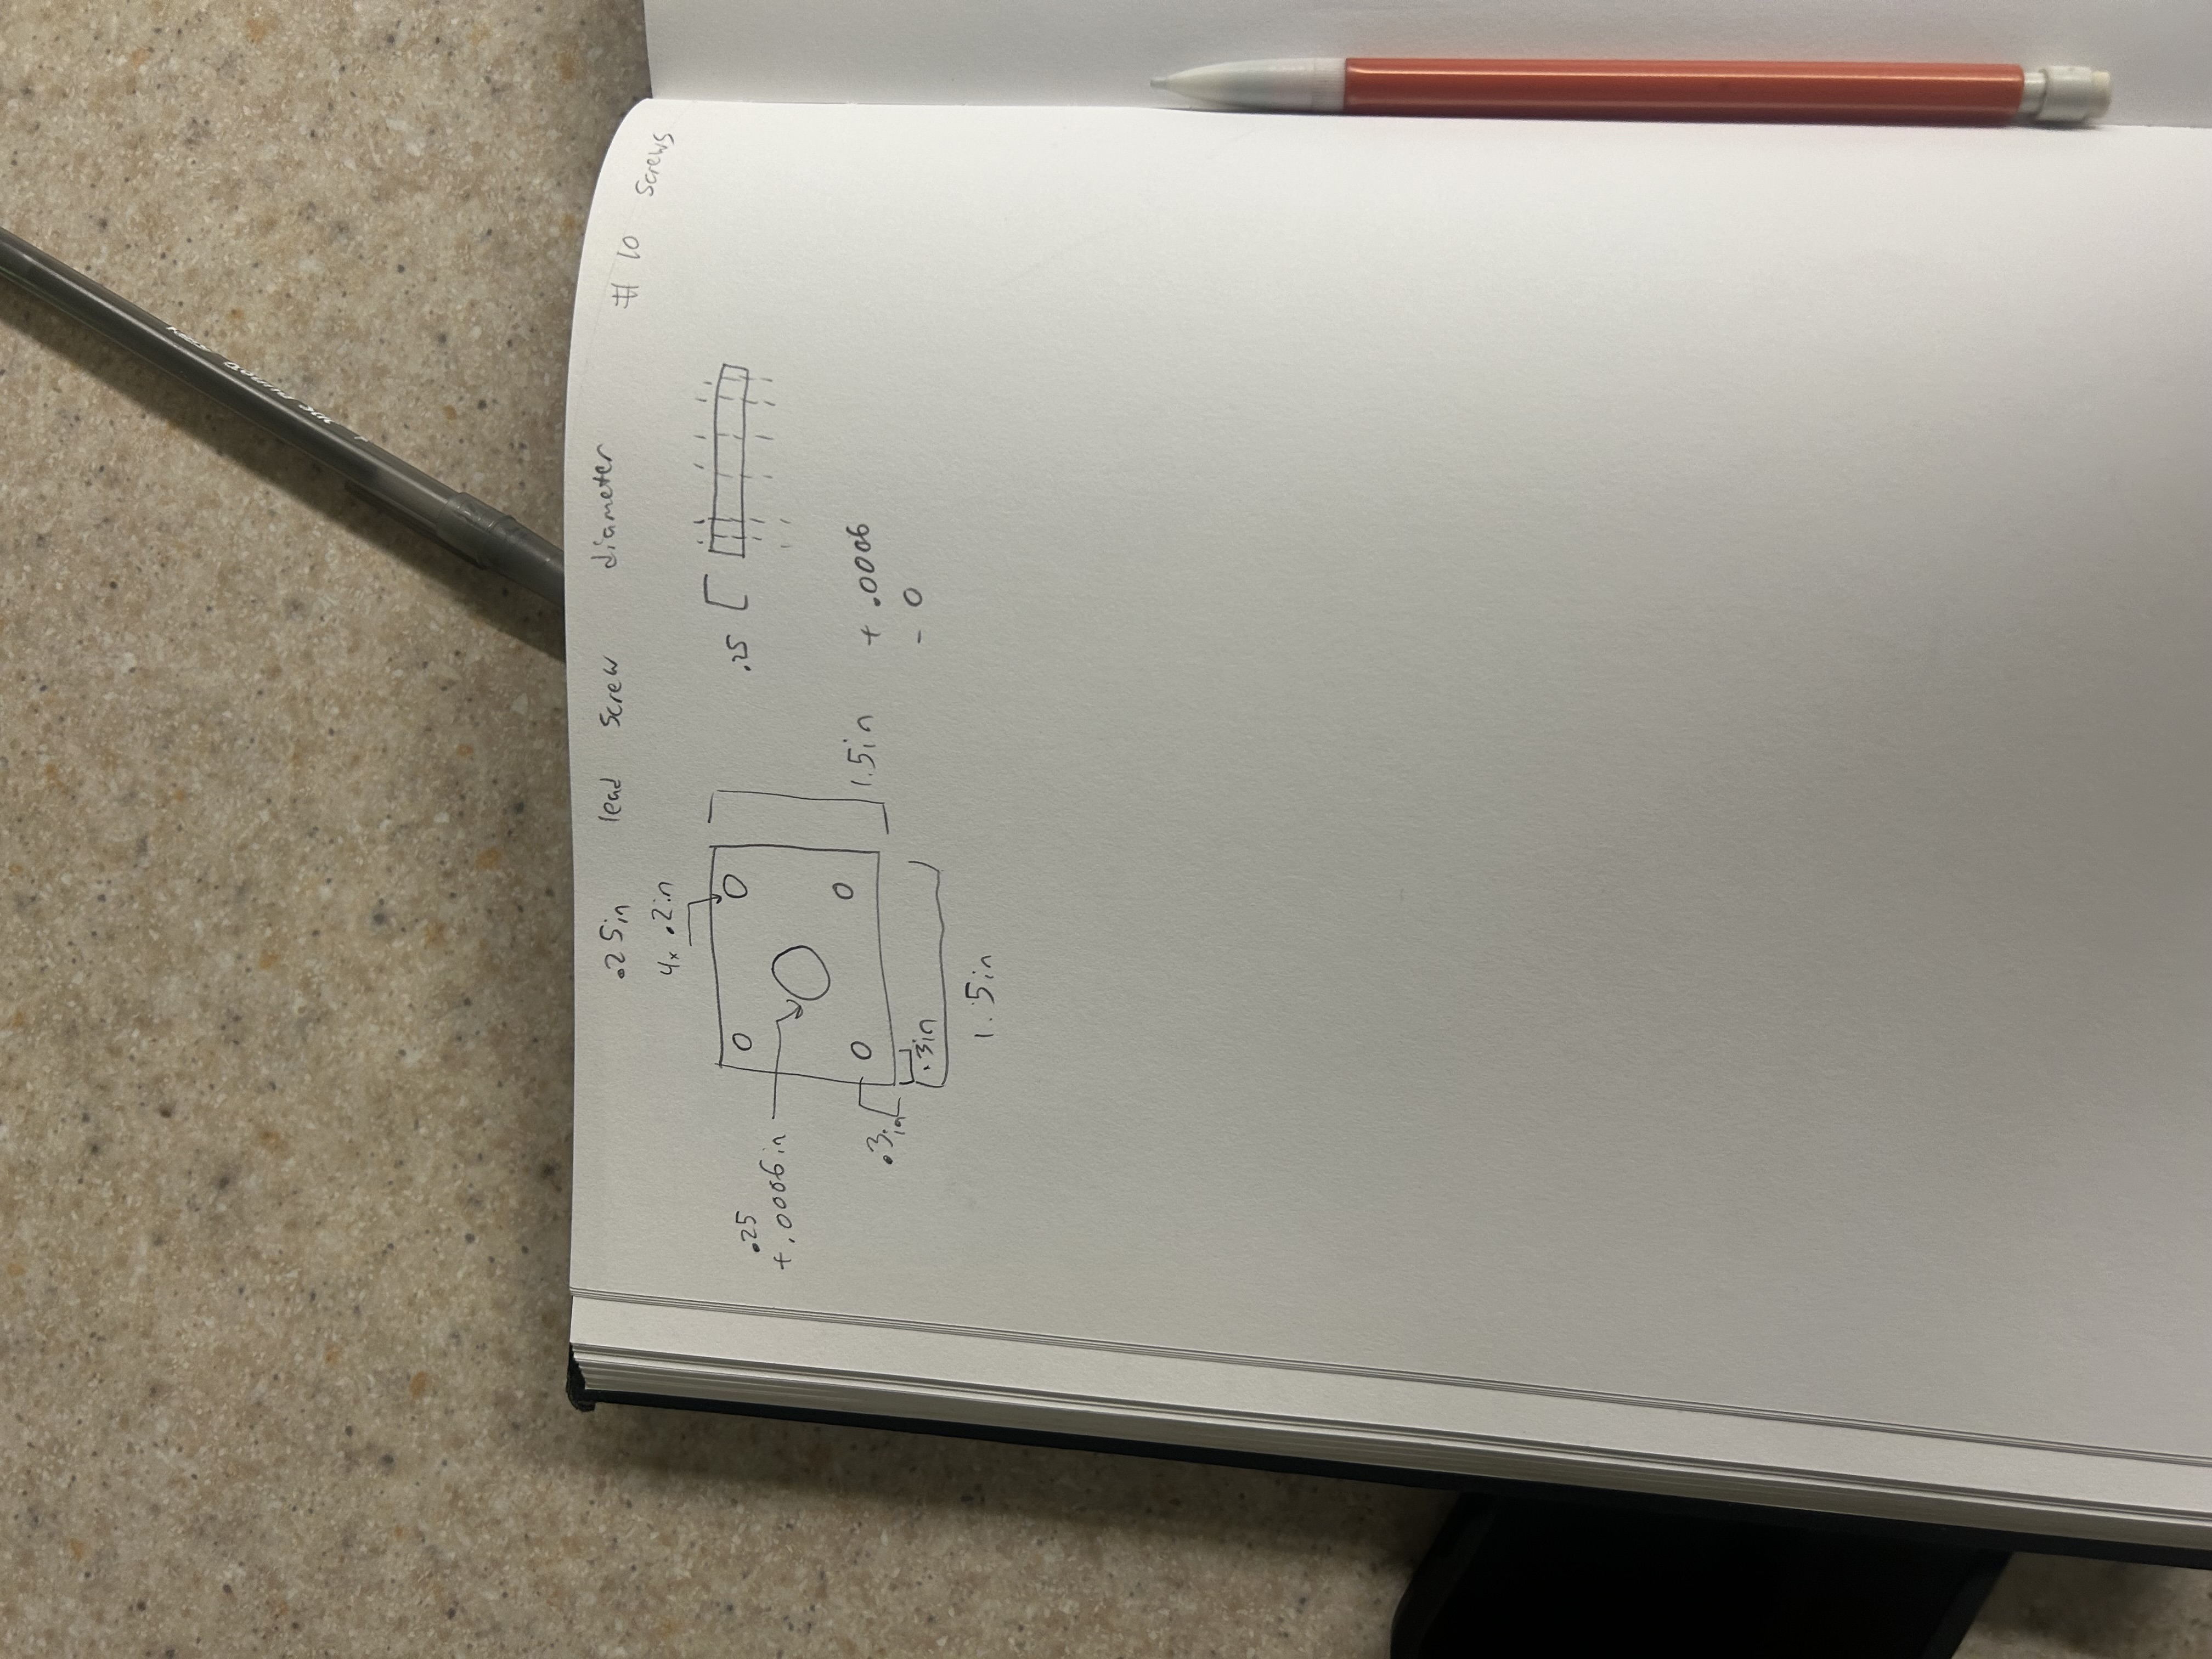 .25in lead screw diameter # 10 screws
4x .2in
.25
+.0006in
.25
.3in
.3in
1.5in
1.5in
+ .0006
- 0